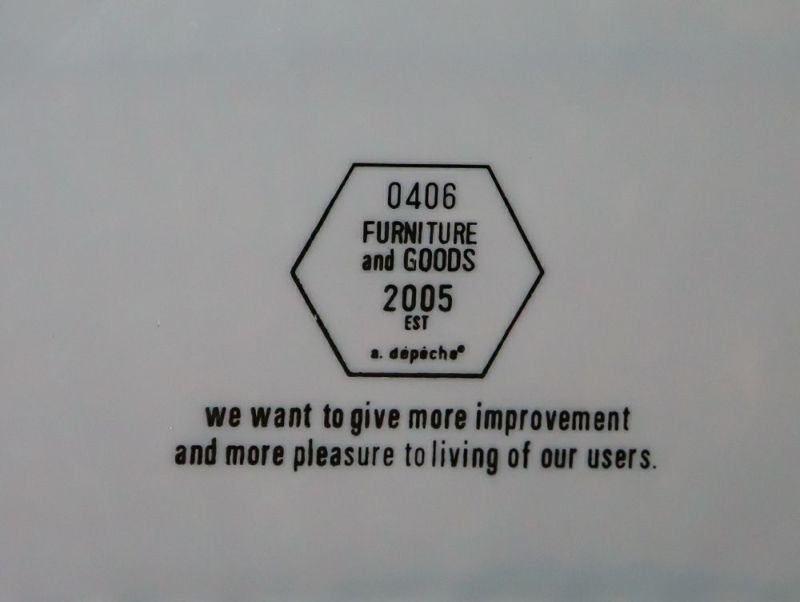 0406
FURNITURE
and GOODS
2005
EST
a. dépêche®
we want to give more improvement
and more pleasure to living of our users.